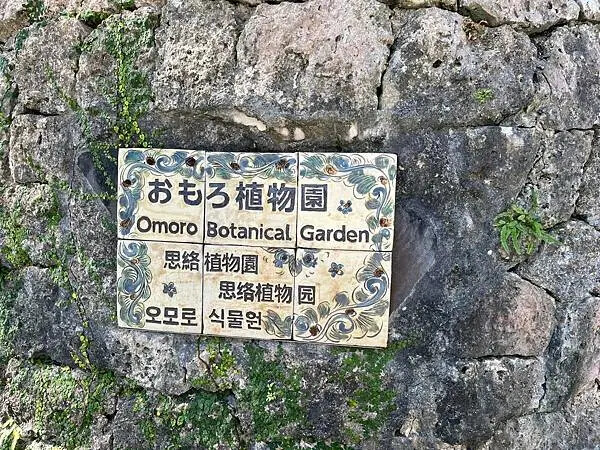 おもろ植物園
Omoro Botanical Garden
思絡植物園
思络植物园
오모로 식물원